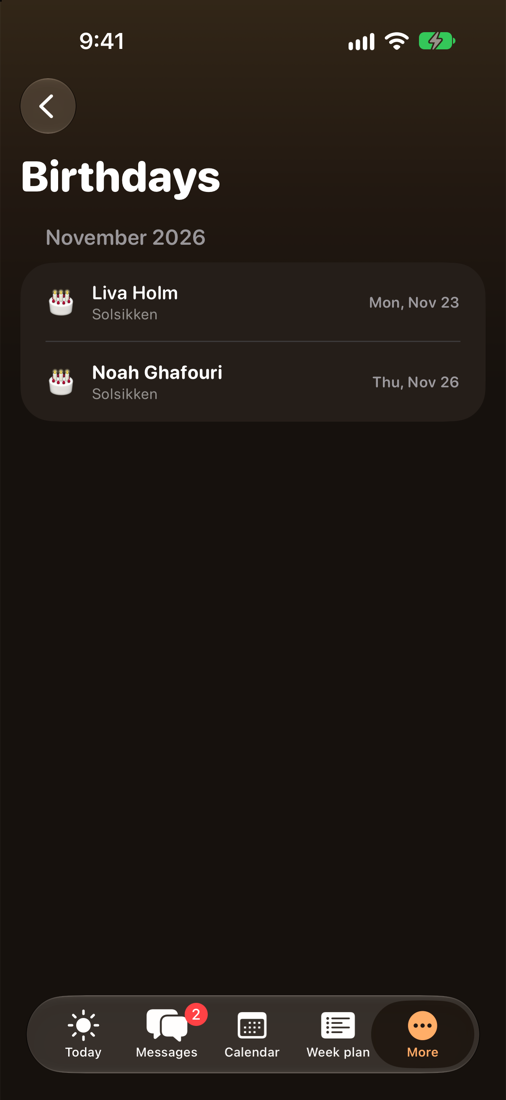 9:41
Birthdays
November 2026
Liva Holm
Solsikken
Mon, Nov 23
Noah Ghafouri
Solsikken
Thu, Nov 26
2
Today
Messages
Calendar
Week plan
More